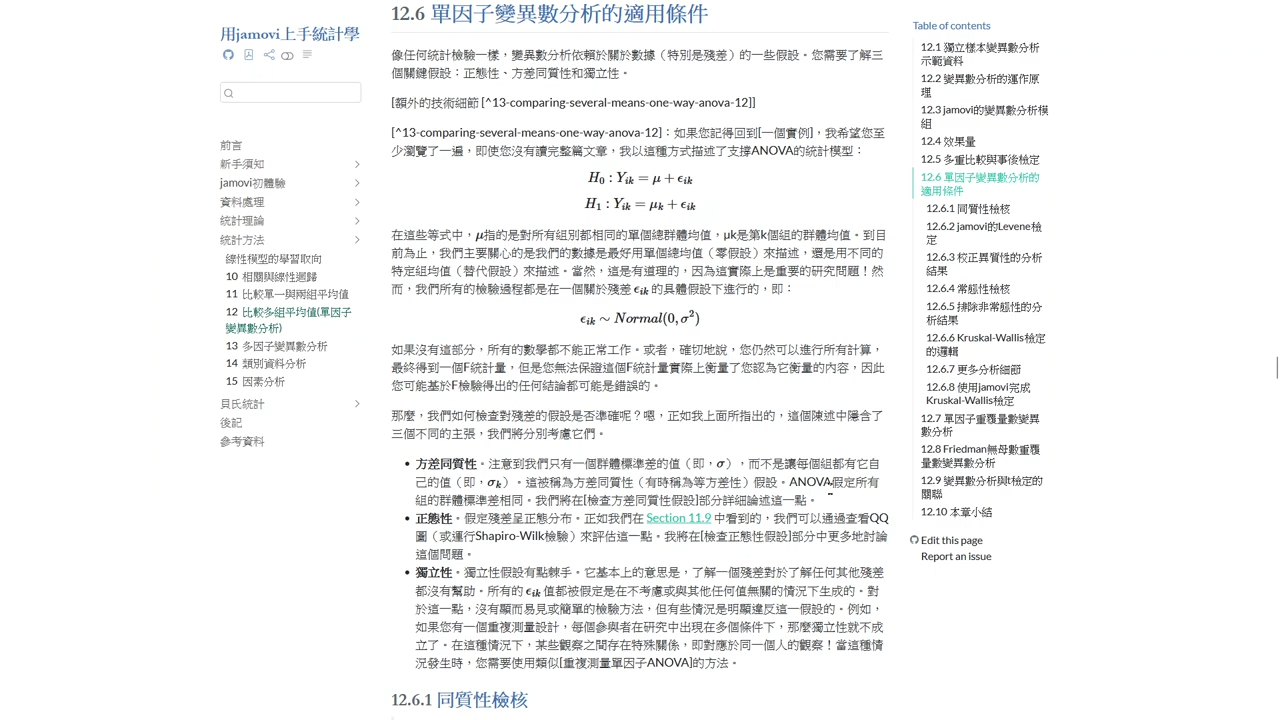 用jamovi上手統計學
前言
新手須知
jamovi初體驗
資料處理
統計理論
統計方法
線性模型的學習取向
10 相關與線性迴歸
11 比較單一與兩組平均值
12 比較多組平均值(單因子
變異數分析)
13 多因子變異數分析
14 類別資料分析
15 因素分析
貝氏統計
後記
參考資料
12.6 單因子變異數分析的適用條件
像任何統計檢驗一樣，變異數分析依賴於關於數據（特別是殘差）的一些假設。您需要了解三
個關鍵假設：正態性、方差同質性和獨立性。
[額外的技術細節 [^13-comparing-several-means-one-way-anova-12]]
[^13-comparing-several-means-one-way-anova-12]：如果您記得回到[一個實例]，我希望您至
少瀏覽了一遍，即使您沒有讀完整篇文章，我以這種方式描述了支撐ANOVA的統計模型：
H₀ : Yᵢₖ = μ + ϵᵢₖ
H₁ : Yᵢₖ = μₖ + ϵᵢₖ
在這些等式中，μ指的是對所有組別都相同的單個總群體均值，μk是第k個組的群體均值。到目
前為止，我們主要關心的是我們的數據是最好用單個總均值（零假設）來描述，還是用不同的
特定組均值（替代假設）來描述。當然，這是有道理的，因為這實際上是重要的研究問題！然
而，我們所有的檢驗過程都是在一個關於殘差 ϵᵢₖ 的具體假設下進行的，即：
ϵᵢₖ ∼ Normal(0, σ²)
如果沒有這部分，所有的數學都不能正常工作。或者，確切地說，您仍然可以進行所有計算，
最終得到一個F統計量，但是您無法保證這個F統計量實際上衡量了您認為它衡量的內容，因此
您可能基於F檢驗得出的任何結論都可能是錯誤的。
那麼，我們如何檢查對殘差的假設是否準確呢？嗯，正如我上面所指出的，這個陳述中隱含了
三個不同的主張，我們將分別考慮它們。
• 方差同質性。注意到我們只有一個群體標準差的值（即，σ），而不是讓每個組都有它自
己的值（即，σₖ）。這被稱為方差同質性（有時稱為等方差性）假設。ANOVA假定所有
組的群體標準差相同。我們將在[檢查方差同質性假設]部分詳細論述這一點。
• 正態性。假定殘差呈正態分布。正如我們在 Section 11.9 中看到的，我們可以通過查看QQ
圖（或運行Shapiro-Wilk檢驗）來評估這一點。我將在[檢查正態性假設]部分中更多地討論
這個問題。
• 獨立性。獨立性假設有點棘手。它基本上的意思是，了解一個殘差對於了解任何其他殘差
都沒有幫助。所有的 ϵᵢₖ 值都被假定是在不考慮或與其他任何值無關的情況下生成的。對
於這一點，沒有顯而易見或簡單的檢驗方法，但有些情況是明顯違反這一假設的。例如，
如果您有一個重複測量設計，每個參與者在研究中出現在多個條件下，那麼獨立性就不成
立了。在這種情況下，某些觀察之間存在特殊關係，即對應於同一個人的觀察！當這種情
況發生時，您需要使用類似[重複測量單因子ANOVA]的方法。
12.6.1 同質性檢核
Table of contents
12.1 獨立樣本變異數分析
示範資料
12.2 變異數分析的運作原
理
12.3 jamovi的變異數分析模
組
12.4 效果量
12.5 多重比較與事後檢定
12.6 單因子變異數分析的
適用條件
12.6.1 同質性檢核
12.6.2 jamovi的Levene檢
定
12.6.3 校正異質性的分析
結果
12.6.4 常態性檢核
12.6.5 排除非常態性的分
析結果
12.6.6 Kruskal-Wallis檢定
的邏輯
12.6.7 更多分析細節
12.6.8 使用jamovi完成
Kruskal-Wallis檢定
12.7 單因子重覆量數變異
數分析
12.8 Friedman無母數重覆
量數變異數分析
12.9 變異數分析與t檢定的
關聯
12.10 本章小結
Edit this page
Report an issue